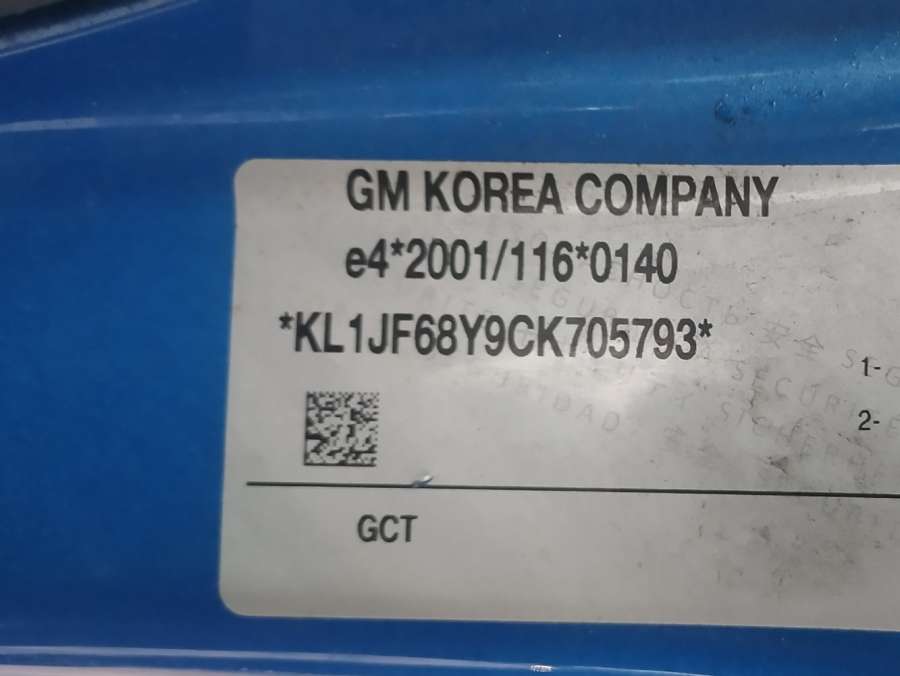 GM KOREA COMPANY
e4*2001/116*0140
*KL1JF68Y9CK705793*
1-
2-
GCT